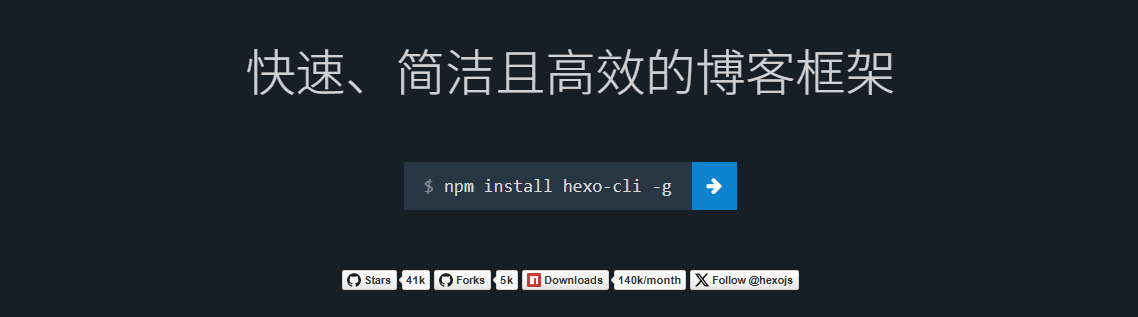 快速、简洁且高效的博客框架
$ npm install hexo-cli -g
Stars 41k Forks 5k Downloads 140k/month Follow @hexojs